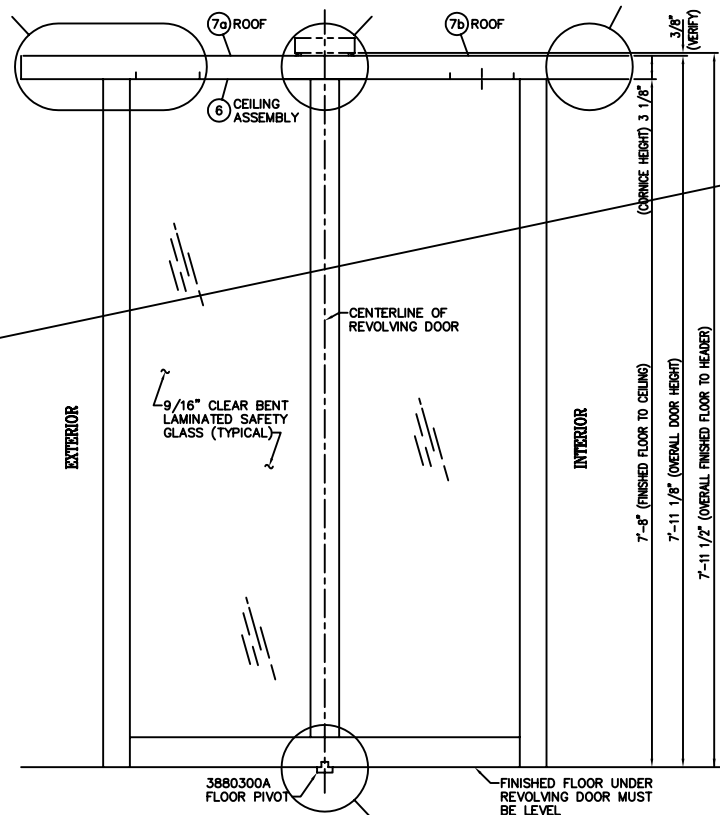 7a ROOF
7b ROOF
3/8"
(VERIFY)
6 CEILING
ASSEMBLY
(CORNICE HEIGHT) 3 1/8"
CENTERLINE OF
REVOLVING DOOR
9/16" CLEAR BENT
LAMINATED SAFETY
GLASS (TYPICAL)
EXTERIOR
INTERIOR
7'-8" (FINISHED FLOOR TO CEILING)
7'-11 1/8" (OVERALL DOOR HEIGHT)
7'-11 1/2" (OVERALL FINISHED FLOOR TO HEADER)
3880300A
FLOOR PIVOT
FINISHED FLOOR UNDER
REVOLVING DOOR MUST
BE LEVEL